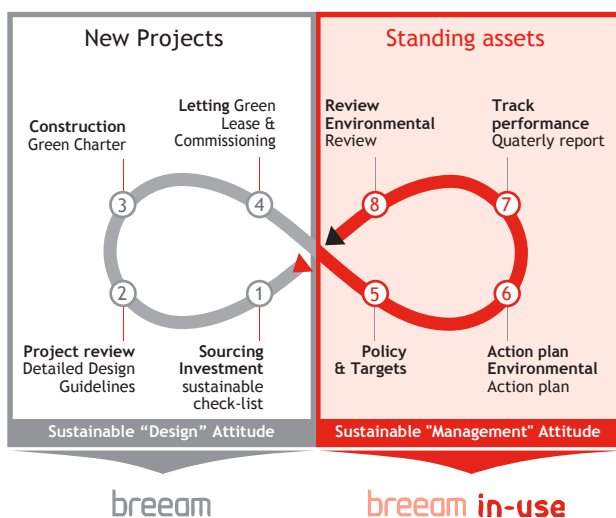 New Projects
Construction
Green Charter
Letting Green
Lease &
Commissioning
3
4
2
1
Project review
Detailed Design
Guidelines
Sourcing
Investment
sustainable
check-list
Sustainable “Design” Attitude
breeam
Standing assets
Review
Environmental
Review
Track
performance
Quaterly report
8
7
5
6
Policy
& Targets
Action plan
Environmental
Action plan
Sustainable "Management" Attitude
breeam in-use